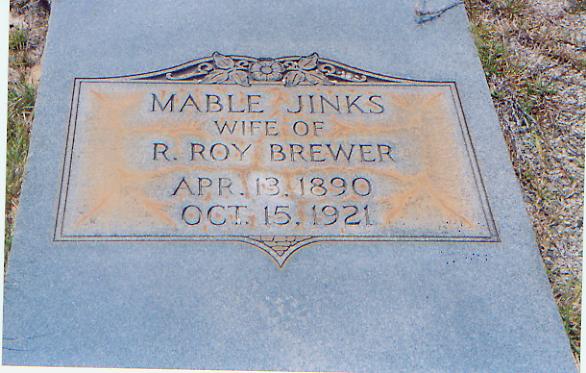 MABLE JINKS
WIFE OF
R. ROY BREWER
APR. 13. 1890
OCT. 15. 1921